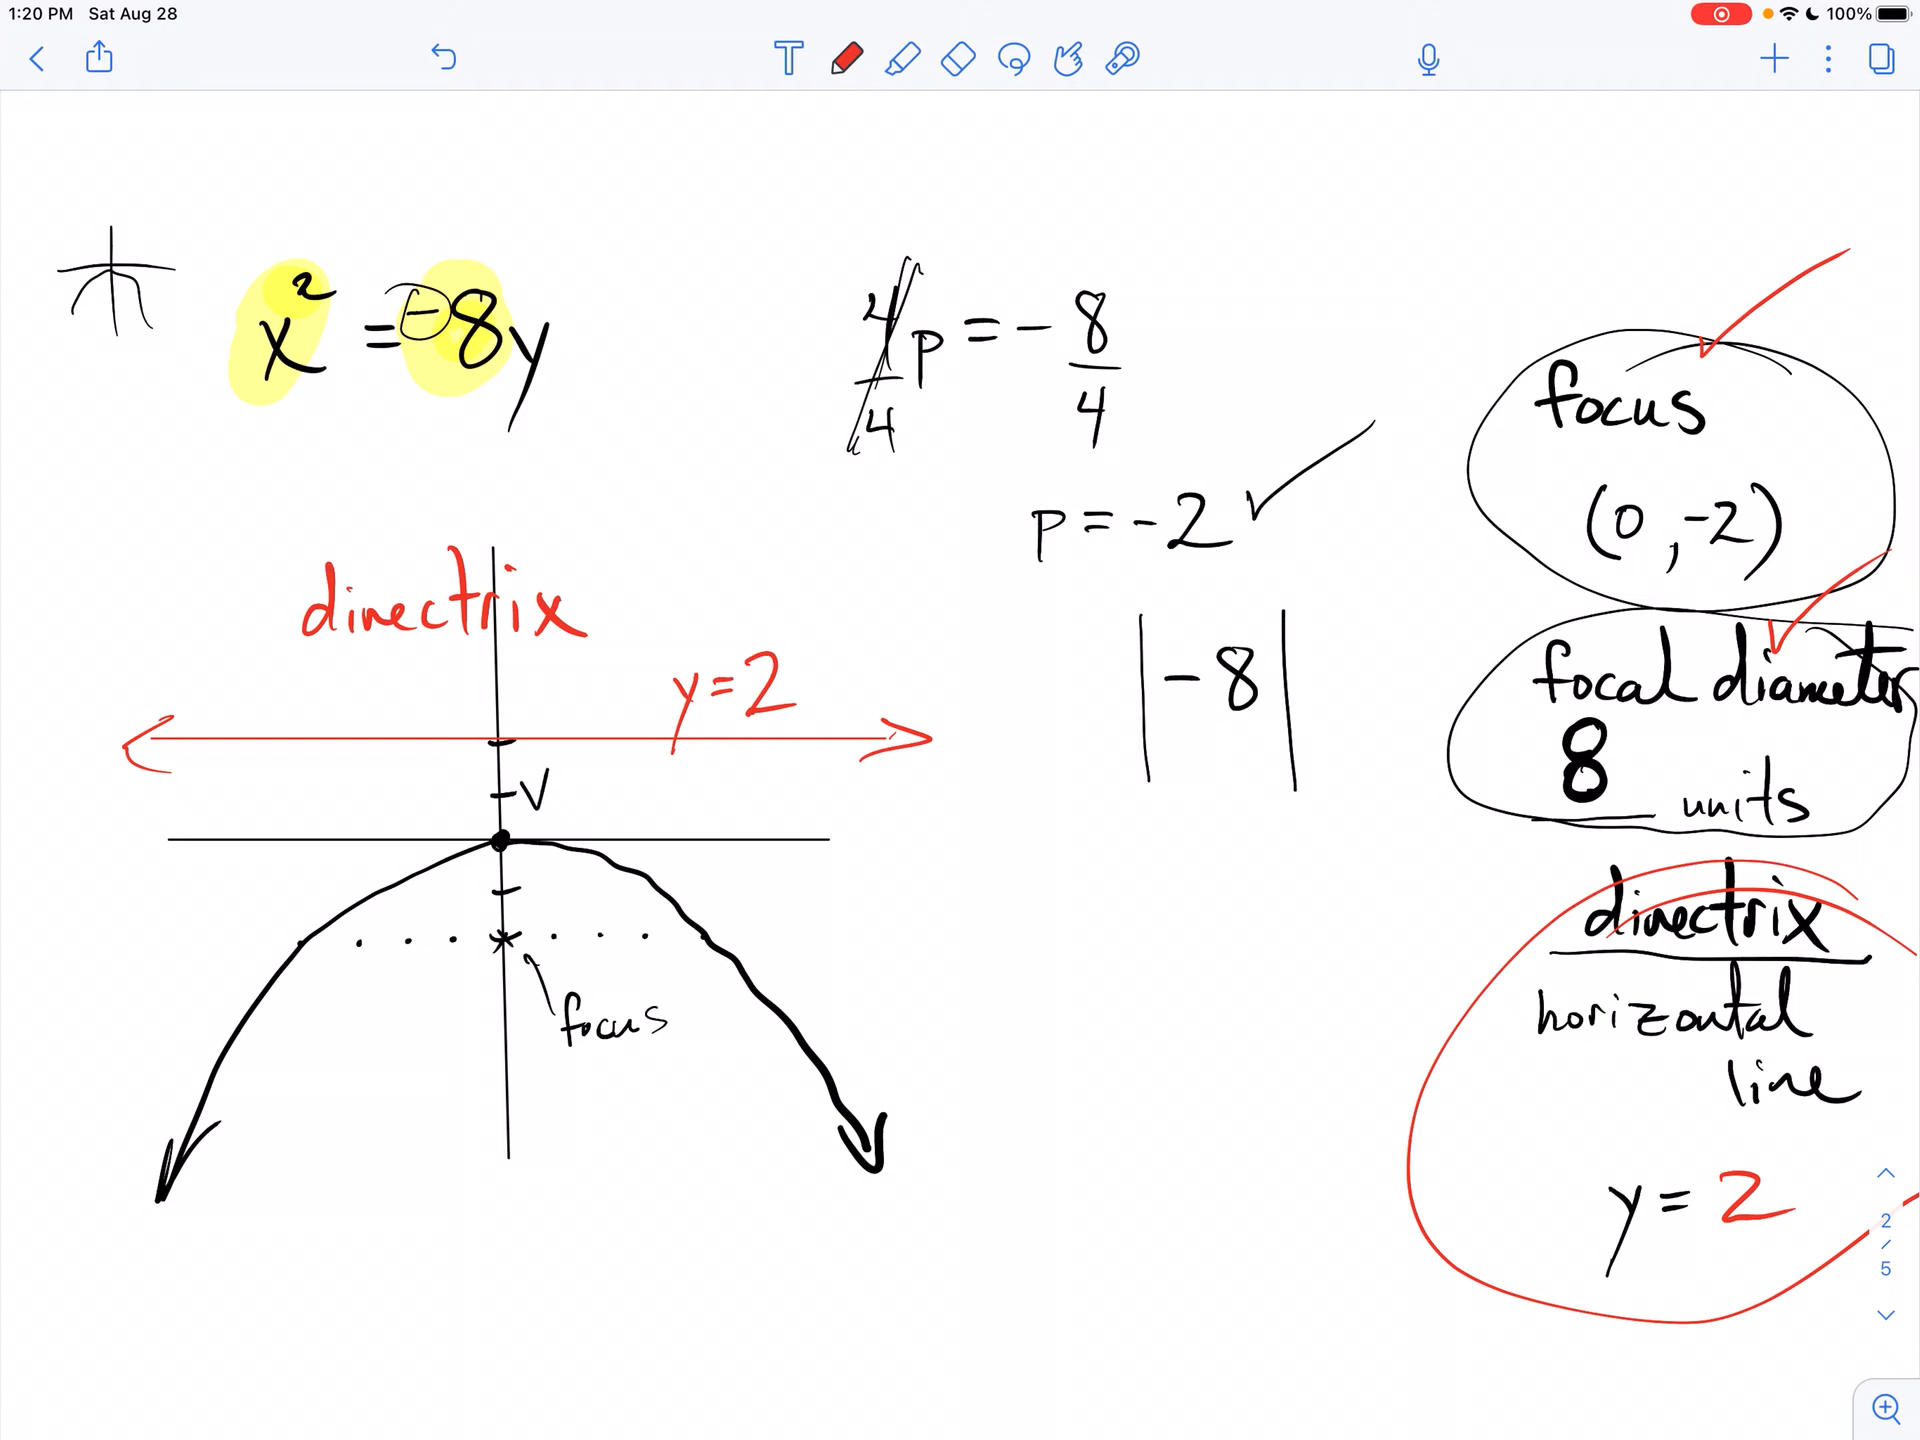 1:20 PM Sat Aug 28
100%
T
x² = -8y
4p = -8
4 4
p = -2
focus
(0, -2)
directrix
y = 2
|-8|
focal diameter
8 units
V
directrix
horizontal
line
focus
y = 2
2
/
5